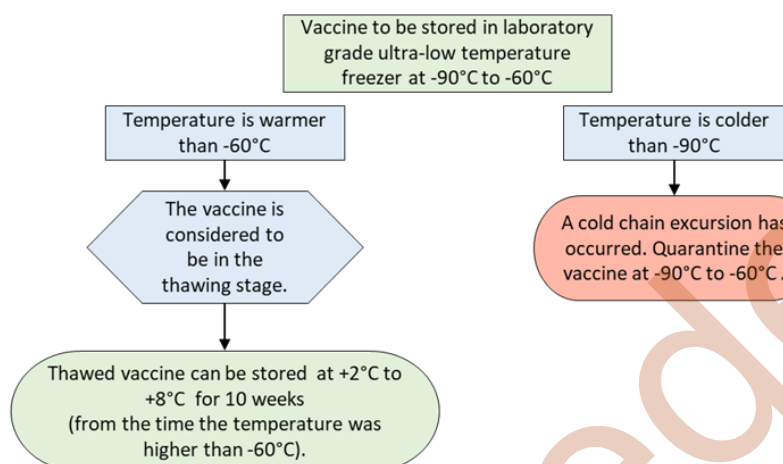 Vaccine to be stored in laboratory
grade ultra-low temperature
freezer at -90°C to -60°C
Temperature is warmer
than -60°C
The vaccine is
considered to
be in the
thawing stage.
Thawed vaccine can be stored at +2°C to
+8°C for 10 weeks
(from the time the temperature was
higher than -60°C).
Temperature is colder
than -90°C
A cold chain excursion has
occurred. Quarantine the
vaccine at -90°C to -60°C.